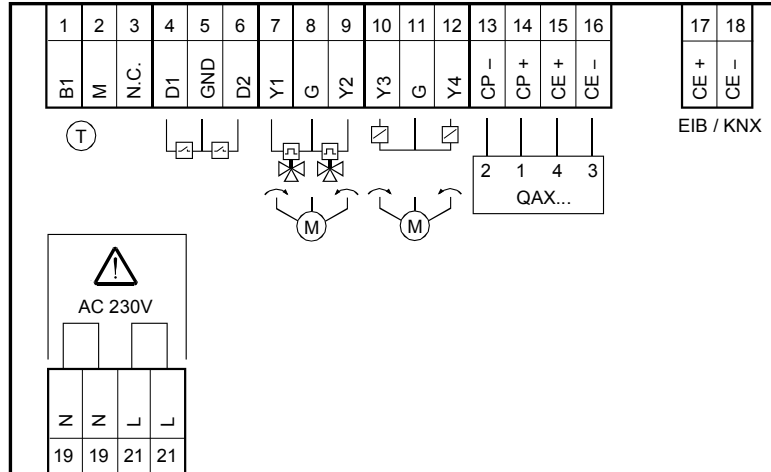 1 2 3 4 5 6 7 8 9 10 11 12 13 14 15 16 17 18
B1 M N.C. D1 GND D2 Y1 G Y2 Y3 G Y4 CP – CP + CE + CE – CE + CE –
T
EIB / KNX
2 1 4 3
QAX...
M M
AC 230V
N N L L
19 19 21 21